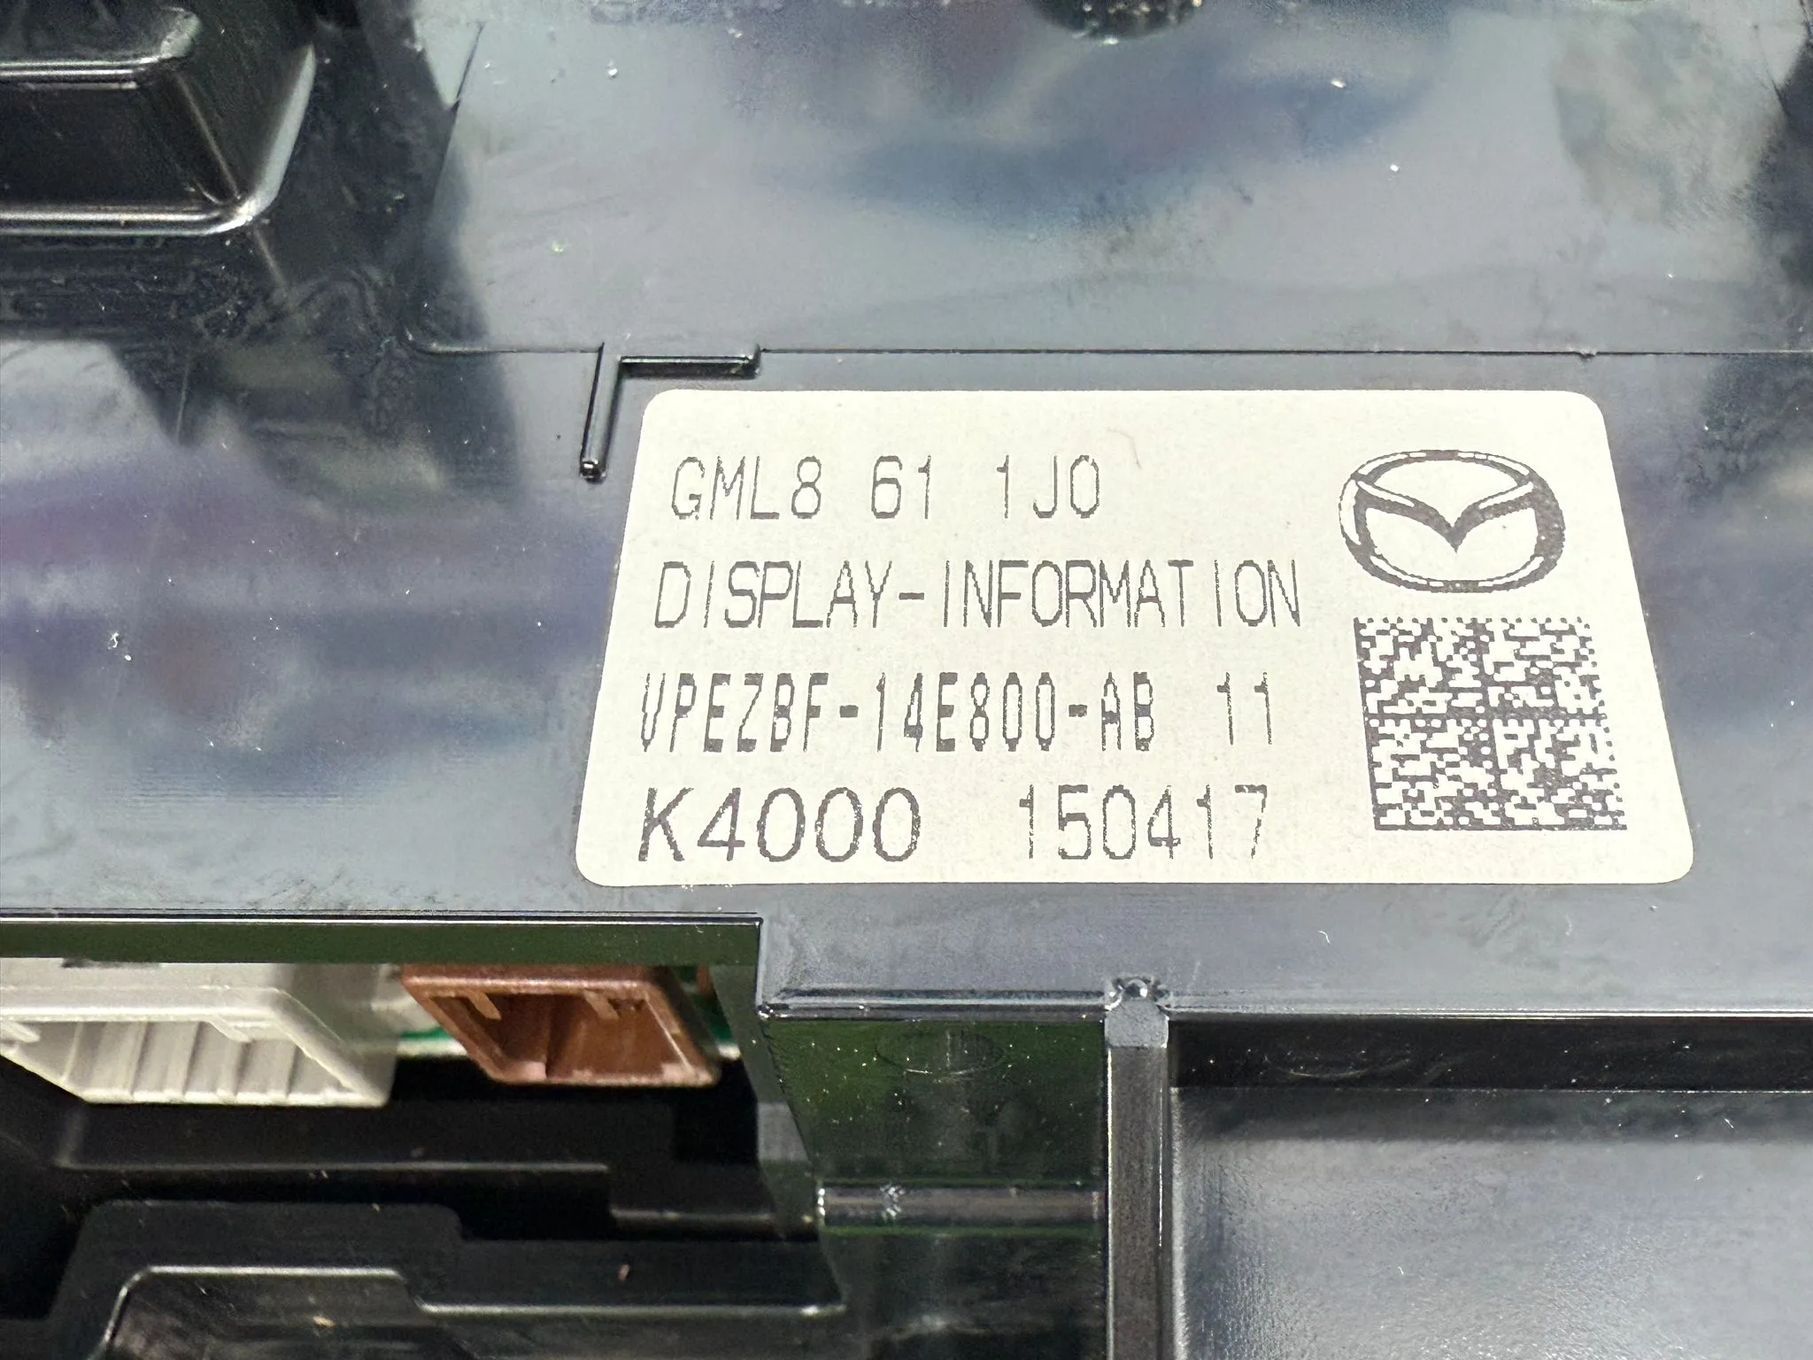 GML8 61 1J0
DISPLAY-INFORMATION
VPEZBF-14E800-AB 11
K4000 150417